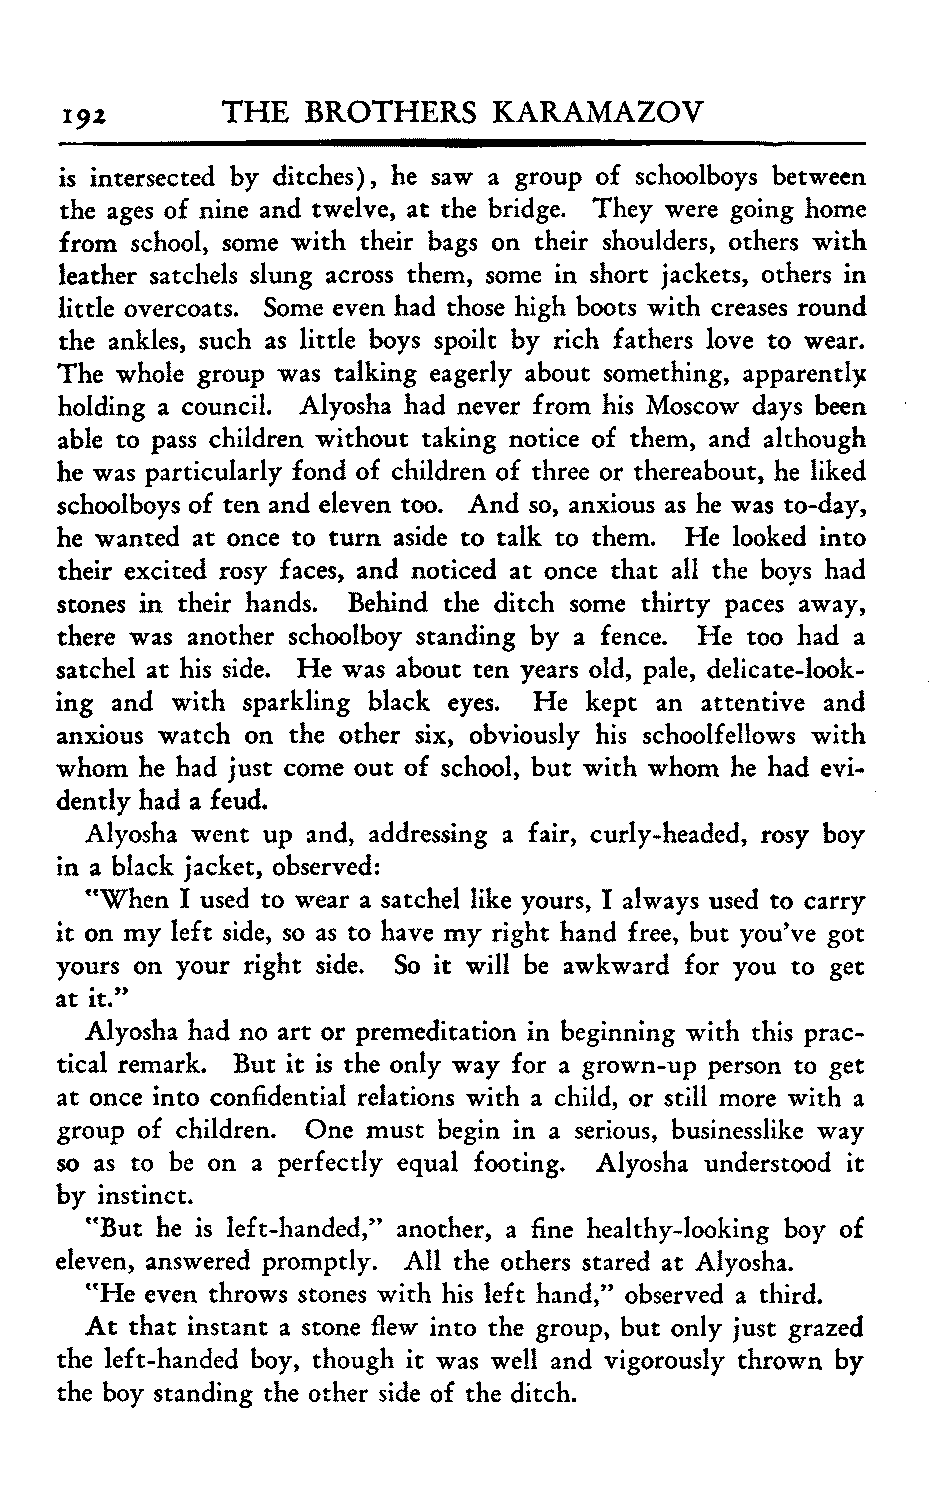 192 THE BROTHERS KARAMAZOV
is intersected by ditches), he saw a group of schoolboys between
the ages of nine and twelve, at the bridge. They were going home
from school, some with their bags on their shoulders, others with
leather satchels slung across them, some in short jackets, others in
little overcoats. Some even had those high boots with creases round
the ankles, such as little boys spoilt by rich fathers love to wear.
The whole group was talking eagerly about something, apparently
holding a council. Alyosha had never from his Moscow days been
able to pass children without taking notice of them, and although
he was particularly fond of children of three or thereabout, he liked
schoolboys of ten and eleven too. And so, anxious as he was to-day,
he wanted at once to turn aside to talk to them. He looked into
their excited rosy faces, and noticed at once that all the boys had
stones in their hands. Behind the ditch some thirty paces away,
there was another schoolboy standing by a fence. He too had a
satchel at his side. He was about ten years old, pale, delicate-look-
ing and with sparkling black eyes. He kept an attentive and
anxious watch on the other six, obviously his schoolfellows with
whom he had just come out of school, but with whom he had evi-
dently had a feud.
Alyosha went up and, addressing a fair, curly-headed, rosy boy
in a black jacket, observed:
"When I used to wear a satchel like yours, I always used to carry
it on my left side, so as to have my right hand free, but you've got
yours on your right side. So it will be awkward for you to get
at it."
Alyosha had no art or premeditation in beginning with this prac-
tical remark. But it is the only way for a grown-up person to get
at once into confidential relations with a child, or still more with a
group of children. One must begin in a serious, businesslike way
so as to be on a perfectly equal footing. Alyosha understood it
by instinct.
"But he is left-handed," another, a fine healthy-looking boy of
eleven, answered promptly. All the others stared at Alyosha.
"He even throws stones with his left hand," observed a third.
At that instant a stone flew into the group, but only just grazed
the left-handed boy, though it was well and vigorously thrown by
the boy standing the other side of the ditch.